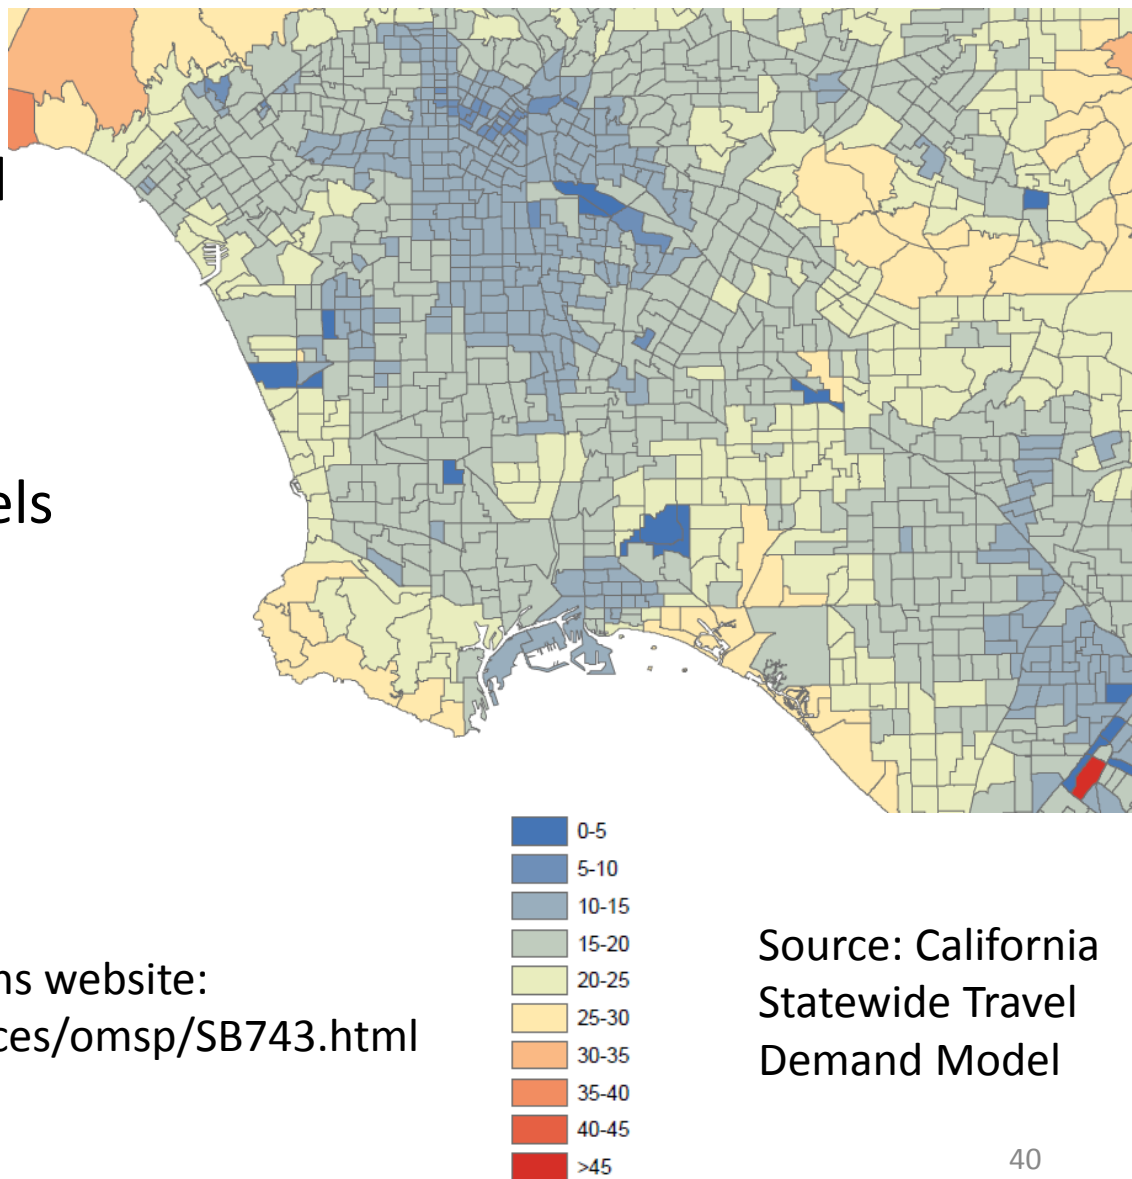 els
ns website:
ces/omsp/SB743.html
0-5
5-10
10-15
15-20
20-25
25-30
30-35
35-40
40-45
>45
Source: California
Statewide Travel
Demand Model
40